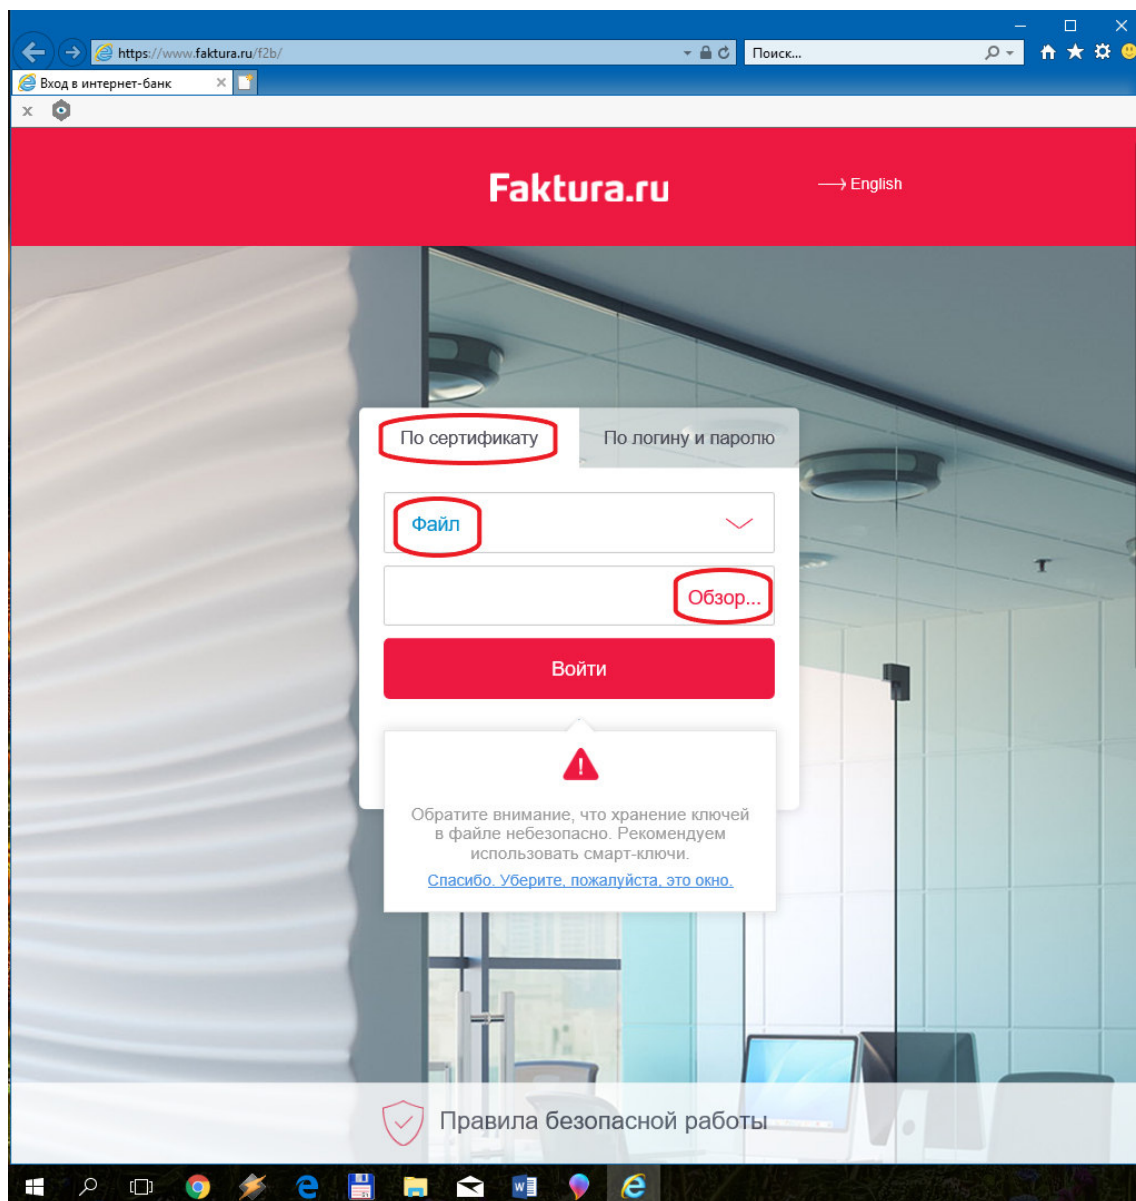 https://www.faktura.ru/f2b/
Поиск...
Вход в интернет-банк
x
Faktura.ru
English
По сертификату
По логину и паролю
Файл
Обзор...
Войти
Обратите внимание, что хранение ключей
в файле небезопасно. Рекомендуем
использовать смарт-ключи.
Спасибо. Уберите, пожалуйста, это окно.
Правила безопасной работы